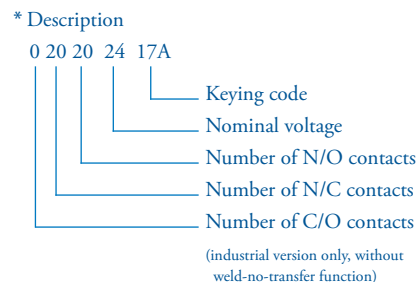 * Description
0 20 20 24 17A
Keying code
Nominal voltage
Number of N/O contacts
Number of N/C contacts
Number of C/O contacts
(industrial version only, without
weld-no-transfer function)